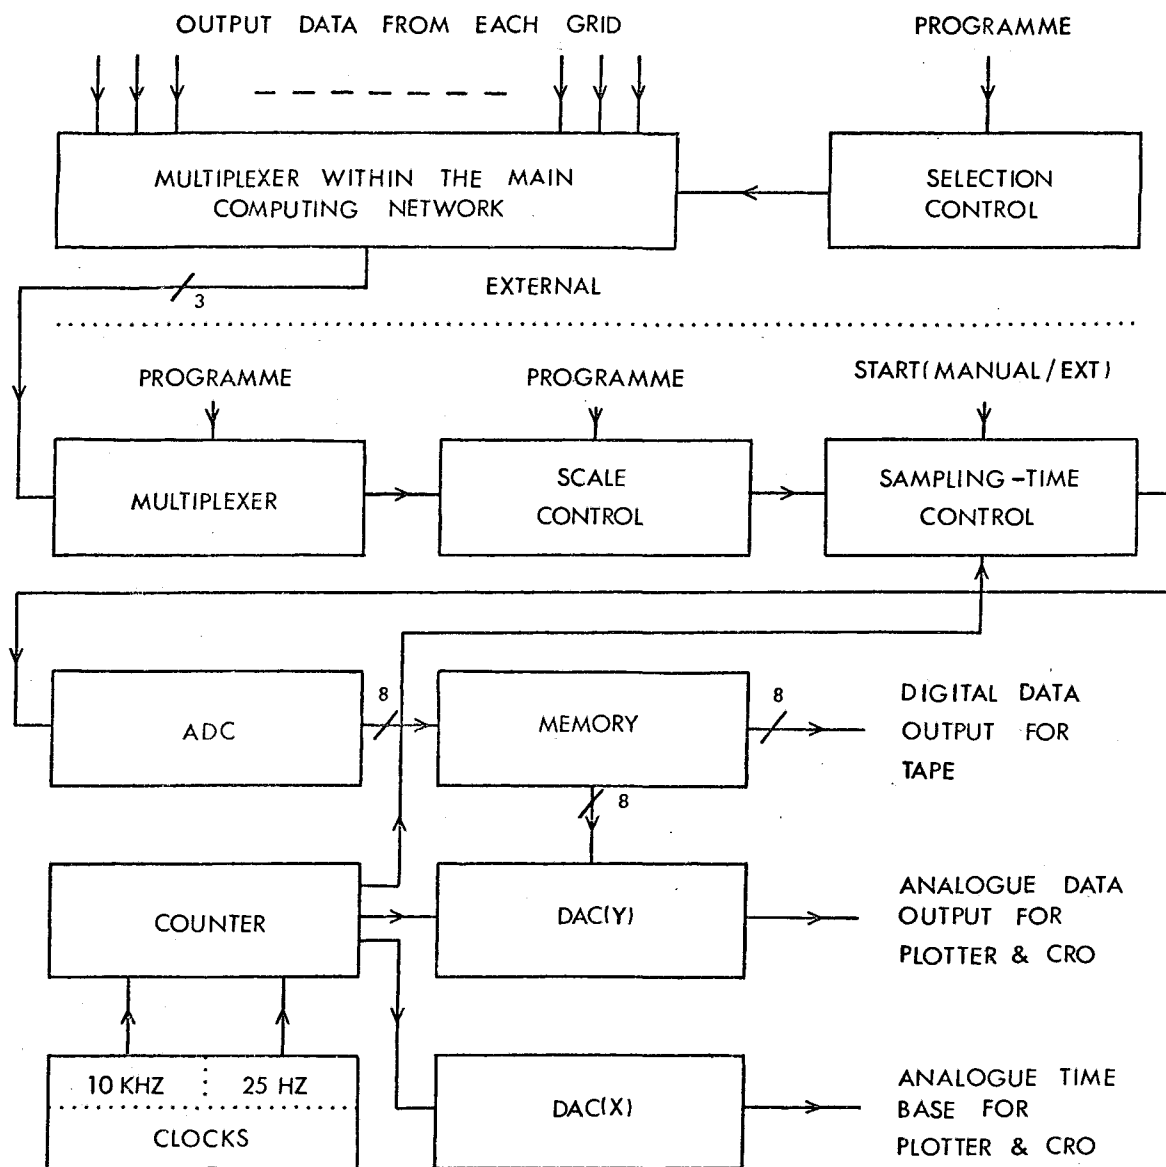 OUTPUT DATA FROM EACH GRID
PROGRAMME
MULTIPLEXER WITHIN THE MAIN
COMPUTING NETWORK
SELECTION
CONTROL
3
EXTERNAL
PROGRAMME
PROGRAMME
START(MANUAL/EXT)
MULTIPLEXER
SCALE
CONTROL
SAMPLING-TIME
CONTROL
ADC
8
MEMORY
8
DIGITAL DATA
OUTPUT FOR
TAPE
8
COUNTER
DAC(Y)
ANALOGUE DATA
OUTPUT FOR
PLOTTER & CRO
10 KHZ
25 HZ
CLOCKS
DAC(X)
ANALOGUE TIME
BASE FOR
PLOTTER & CRO